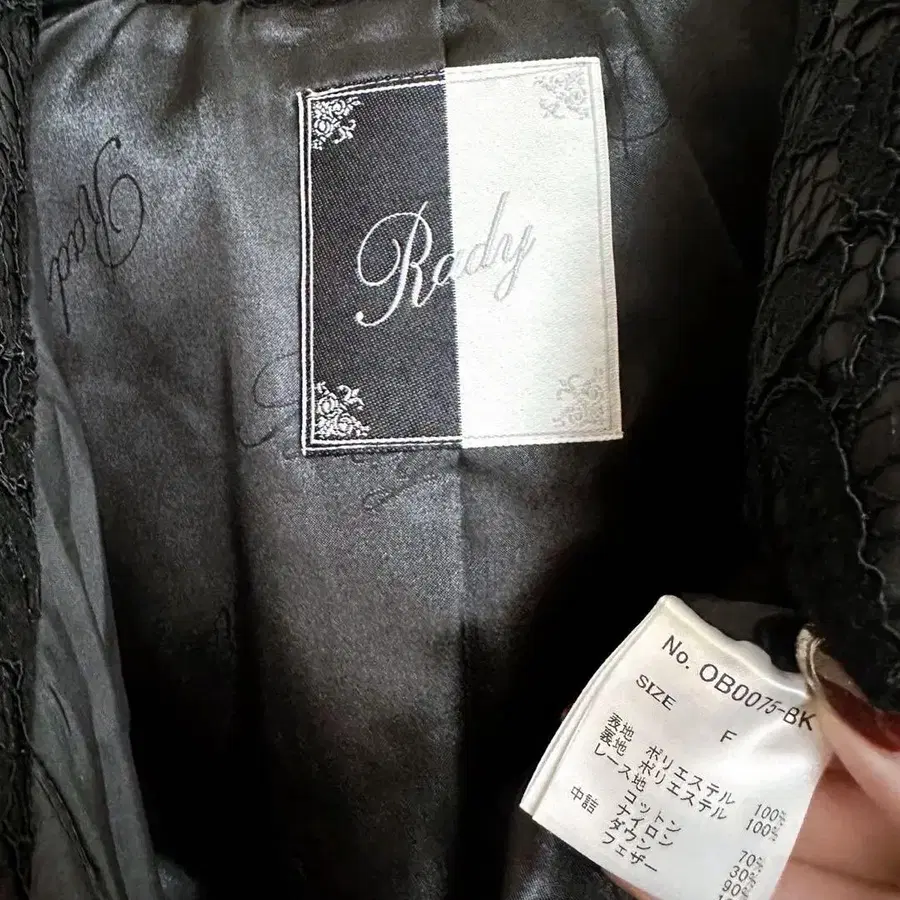 Rady
Rad
No. OB0075-BK
SIZE
F
表地 ポリエステル 100%
裏地 ポリエステル 100%
レース地 コットン 70%
ナイロン 30%
中詰 ダウン 90%
フェザー